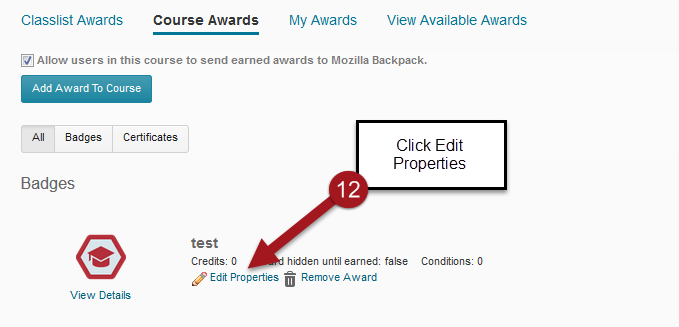 Classlist Awards Course Awards My Awards View Available Awards
Allow users in this course to send earned awards to Mozilla Backpack.
Add Award To Course
All Badges Certificates
Click Edit
Properties
12
Badges
test
Credits: 0 hidden until earned: false Conditions: 0
Edit Properties Remove Award
View Details